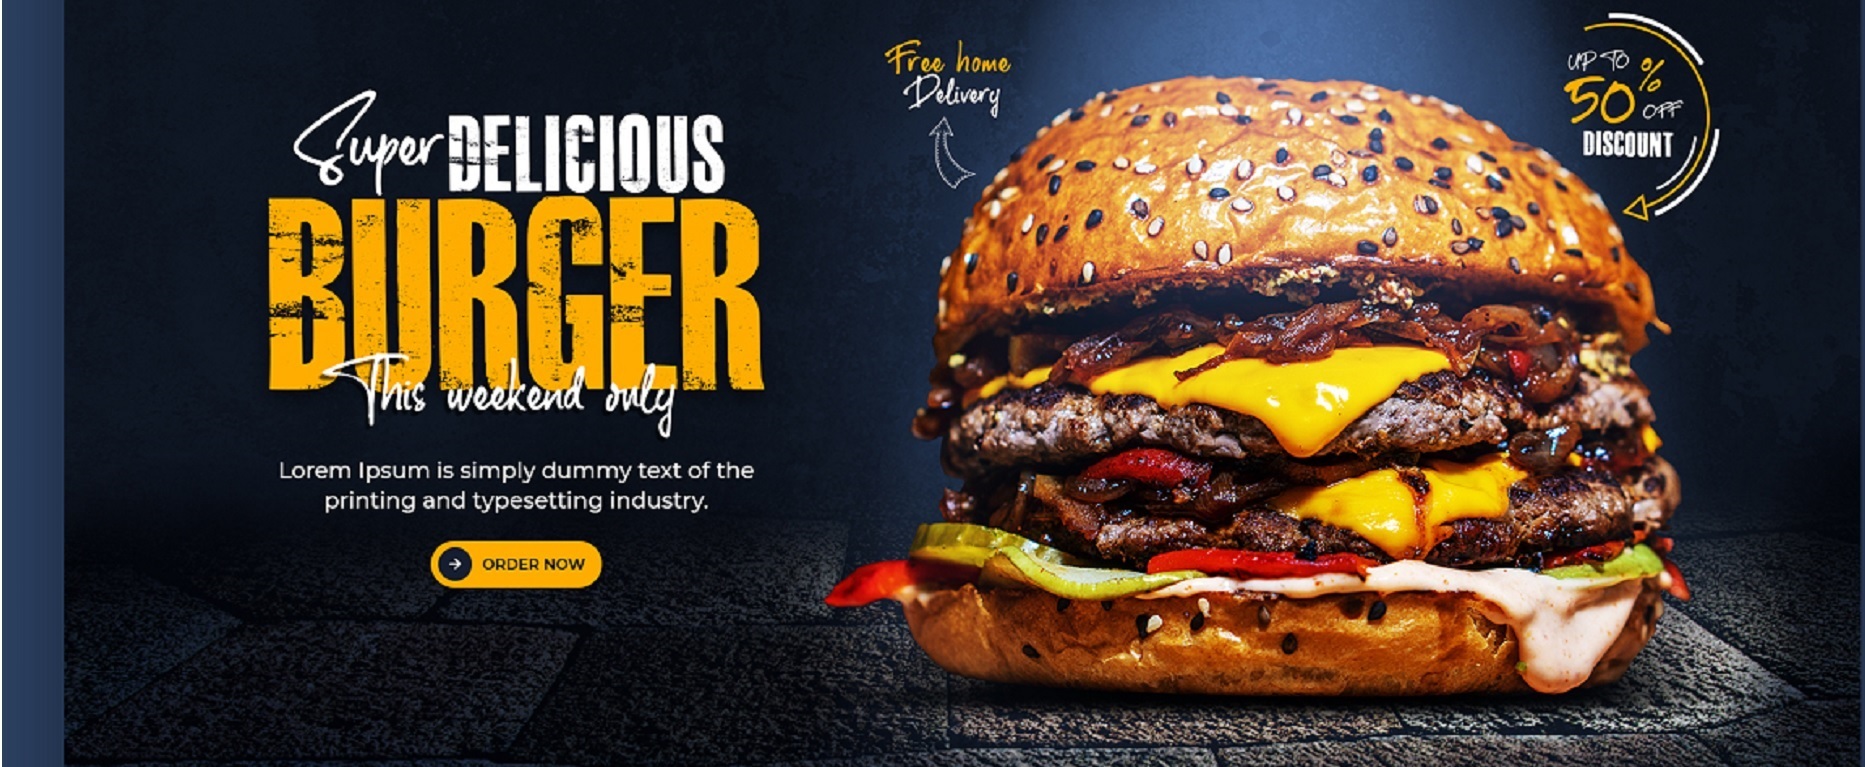 Super DELICIOUS
BURGER
This weekend only
Lorem Ipsum is simply dummy text of the
printing and typesetting industry.
ORDER NOW
Free home
Delivery
UP TO
50% OFF
DISCOUNT